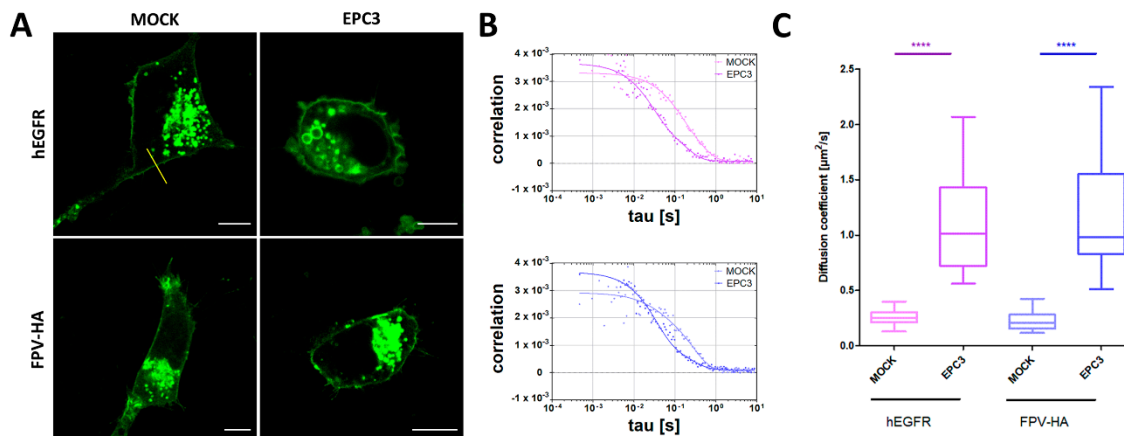 A
MOCK
EPC3
hEGFR
FPV-HA
B
4 x 10⁻³
3 x 10⁻³
2 x 10⁻³
1 x 10⁻³
0
-1 x 10⁻³
correlation
MOCK
EPC3
10⁻⁴ 10⁻³ 10⁻² 10⁻¹ 10⁰ 10¹
tau [s]
4 x 10⁻³
3 x 10⁻³
2 x 10⁻³
1 x 10⁻³
0
-1 x 10⁻³
correlation
MOCK
EPC3
10⁻⁴ 10⁻³ 10⁻² 10⁻¹ 10⁰ 10¹
tau [s]
C
**** ****
2.5
2.0
1.5
1.0
0.5
0.0
Diffusion coefficient [µm²/s]
MOCK EPC3 MOCK EPC3
hEGFR FPV-HA